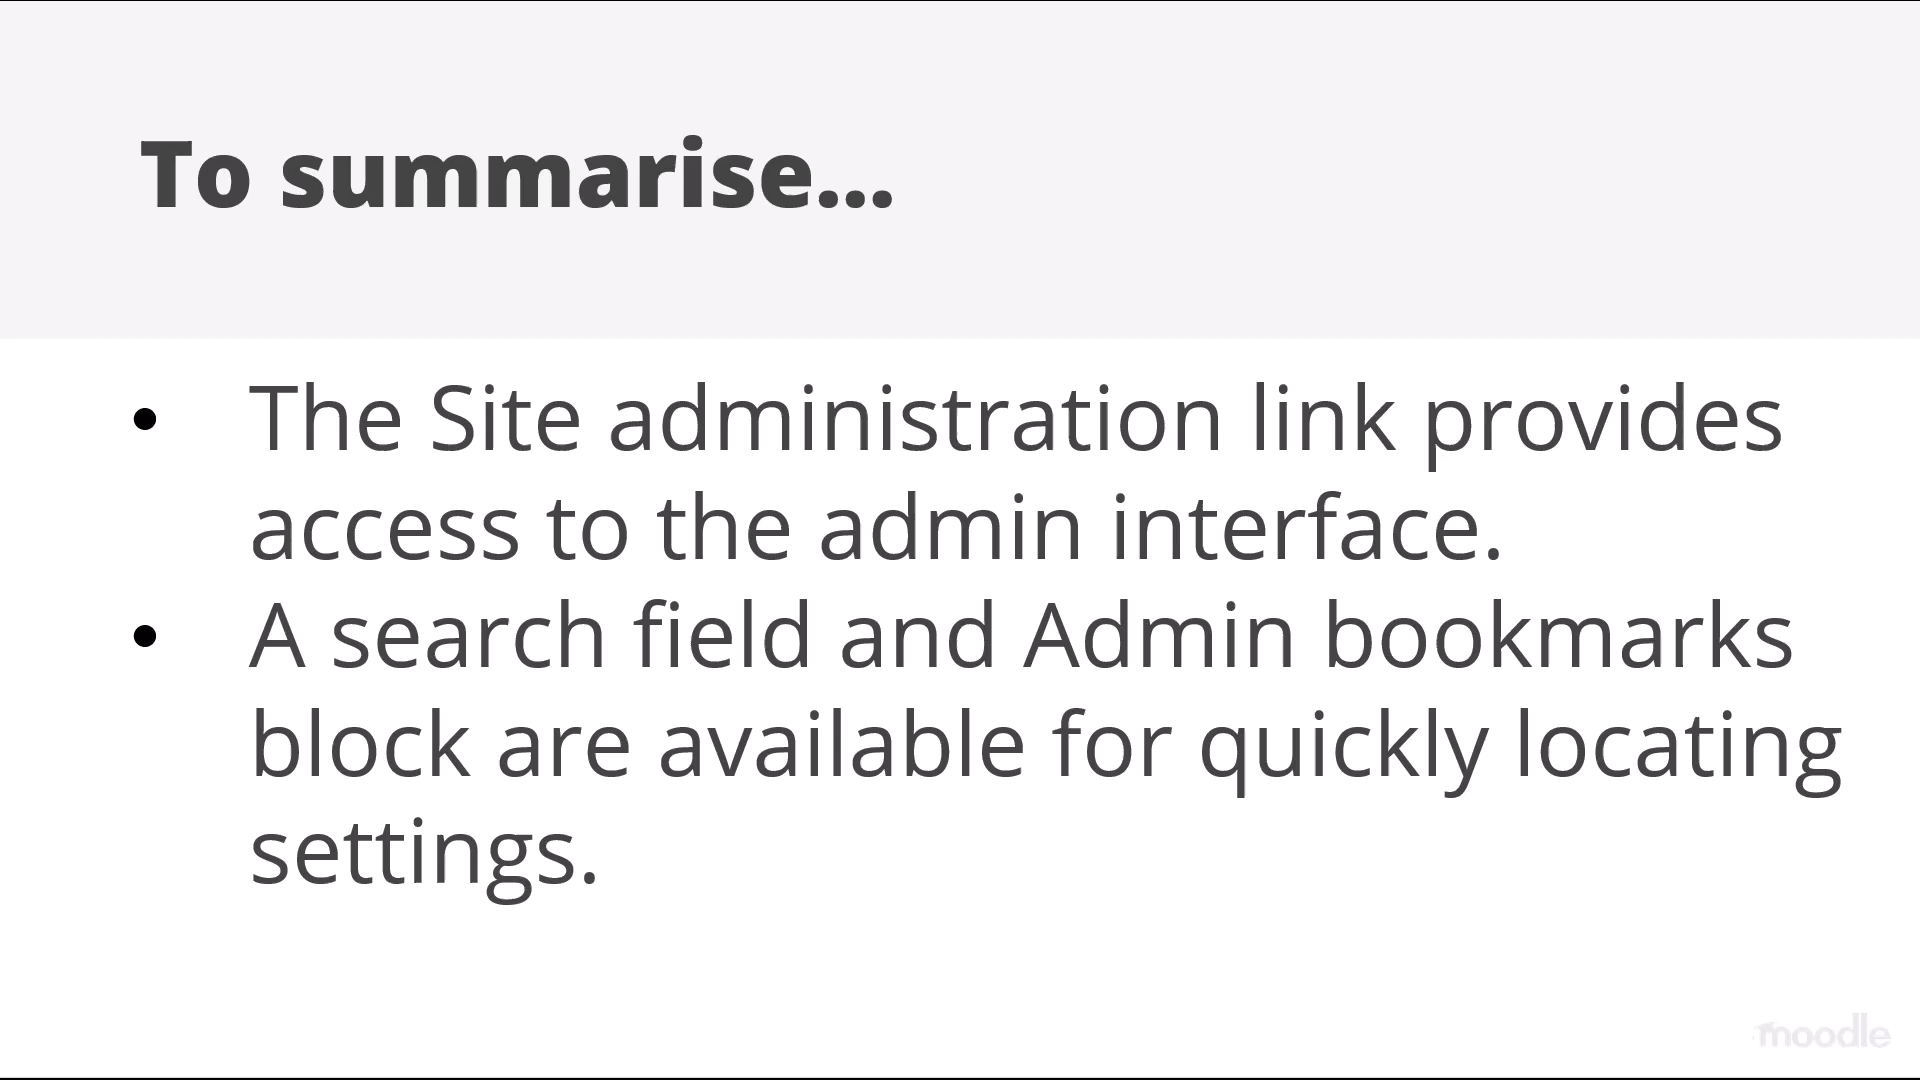 To summarise...
• The Site administration link provides
access to the admin interface.
• A search field and Admin bookmarks
block are available for quickly locating
settings.
moodle